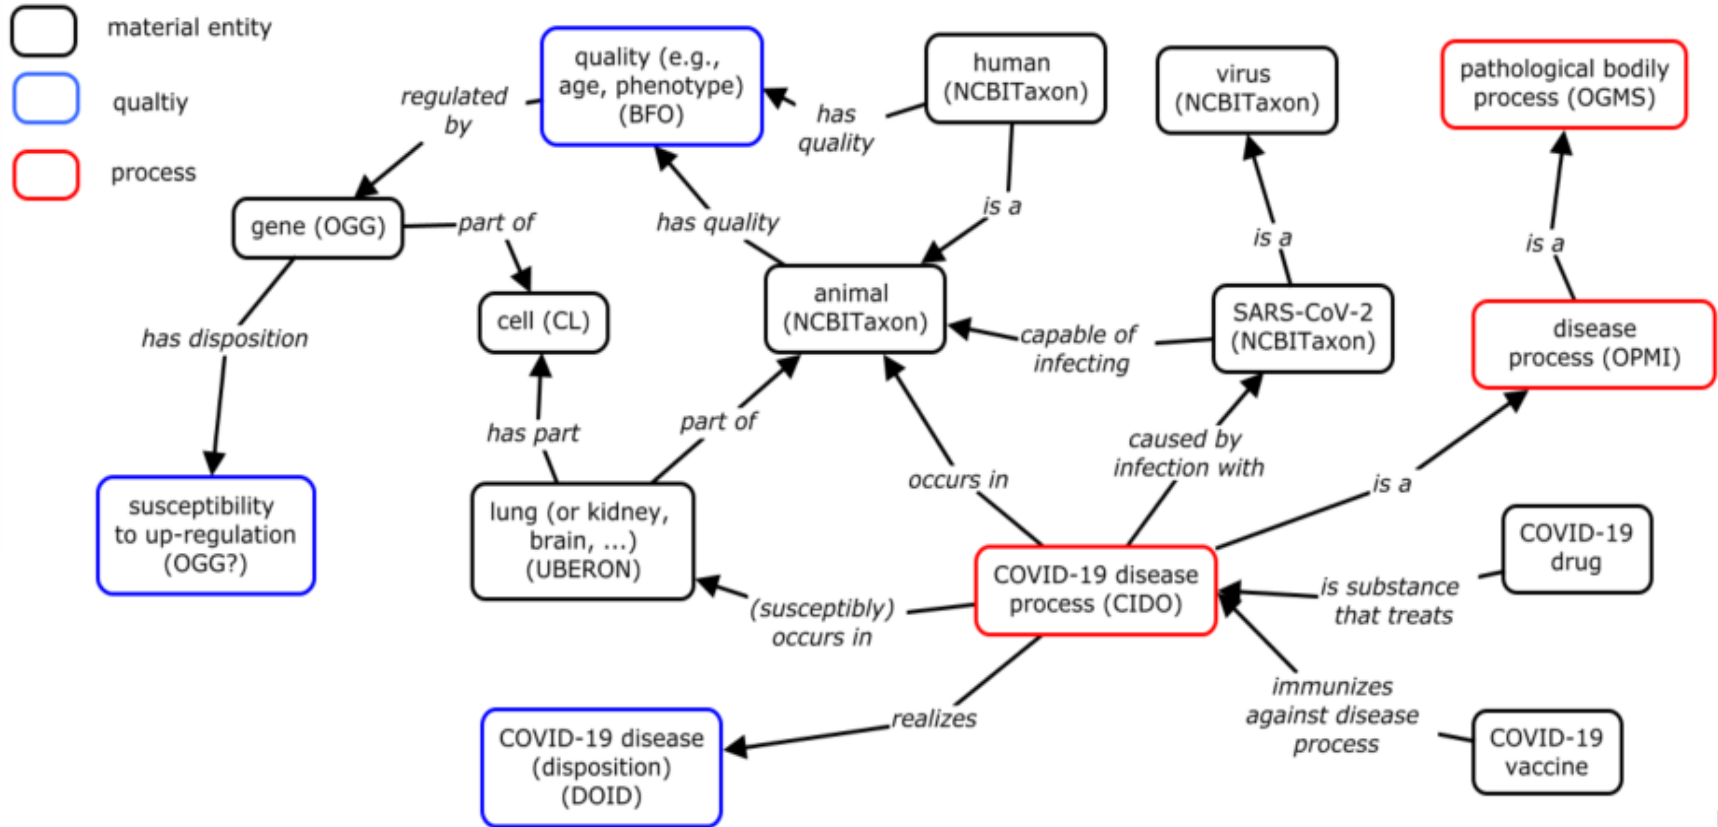 material entity
qualtiy
process
quality (e.g.,
age, phenotype)
(BFO)
human
(NCBITaxon)
virus
(NCBITaxon)
pathological bodily
process (OGMS)
regulated
by
has
quality
gene (OGG)
part of
has quality
is a
is a
is a
cell (CL)
animal
(NCBITaxon)
capable of
infecting
SARS-CoV-2
(NCBITaxon)
disease
process (OPMI)
has disposition
has part
part of
occurs in
caused by
infection with
is a
susceptibility
to up-regulation
(OGG?)
lung (or kidney,
brain, ...)
(UBERON)
(susceptibly)
occurs in
COVID-19 disease
process (CIDO)
is substance
that treats
COVID-19
drug
realizes
immunizes
against disease
process
COVID-19
vaccine
COVID-19 disease
(disposition)
(DOID)